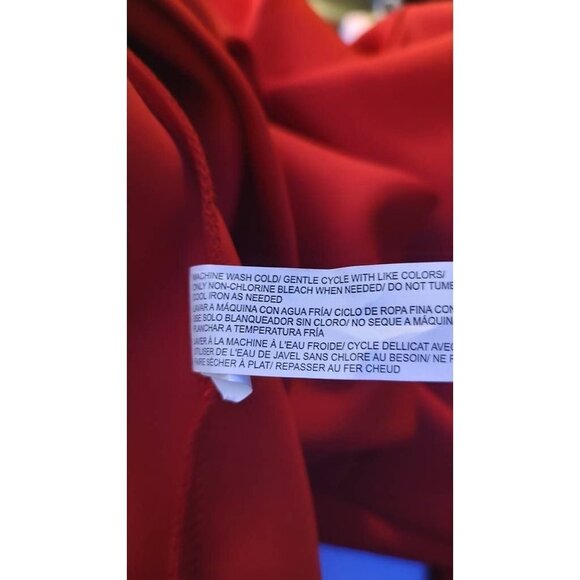 MACHINE WASH COLD/ GENTLE CYCLE WITH LIKE COLORS/
ONLY NON-CHLORINE BLEACH WHEN NEEDED/ DO NOT TUMB
COOL IRON AS NEEDED
LAVAR A MÁQUINA CON AGUA FRÍA/ CICLO DE ROPA FINA CON
USE SOLO BLANQUEADOR SIN CLORO/ NO SEQUE A MÁQUIN
PLANCHAR A TEMPERATURA FRÍA
LAVER À LA MACHINE À L'EAU FROIDE/ CYCLE DELLICAT AVEC
UTILISER DE L'EAU DE JAVEL SANS CHLORE AU BESOIN/ NE
FAIRE SÉCHER À PLAT/ REPASSER AU FER CHEUD